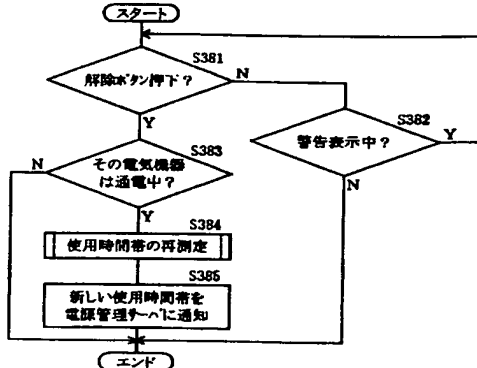 スタート
S381
解除ボタン押下?
N
Y
S382
警告表示中?
Y
N
S383
その電気機器
は通電中?
N
Y
S384
使用時間帯の再測定
S385
新しい使用時間帯を
電源管理サーバに通知
エンド